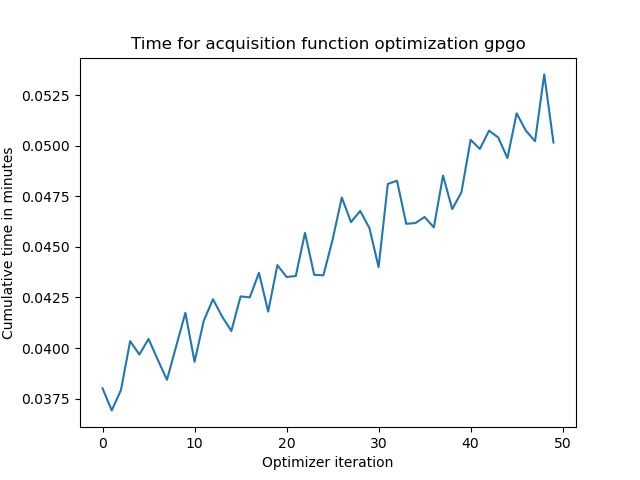 Time for acquisition function optimization gpgo
Cumulative time in minutes
0.0525
0.0500
0.0475
0.0450
0.0425
0.0400
0.0375
0 10 20 30 40 50
Optimizer iteration